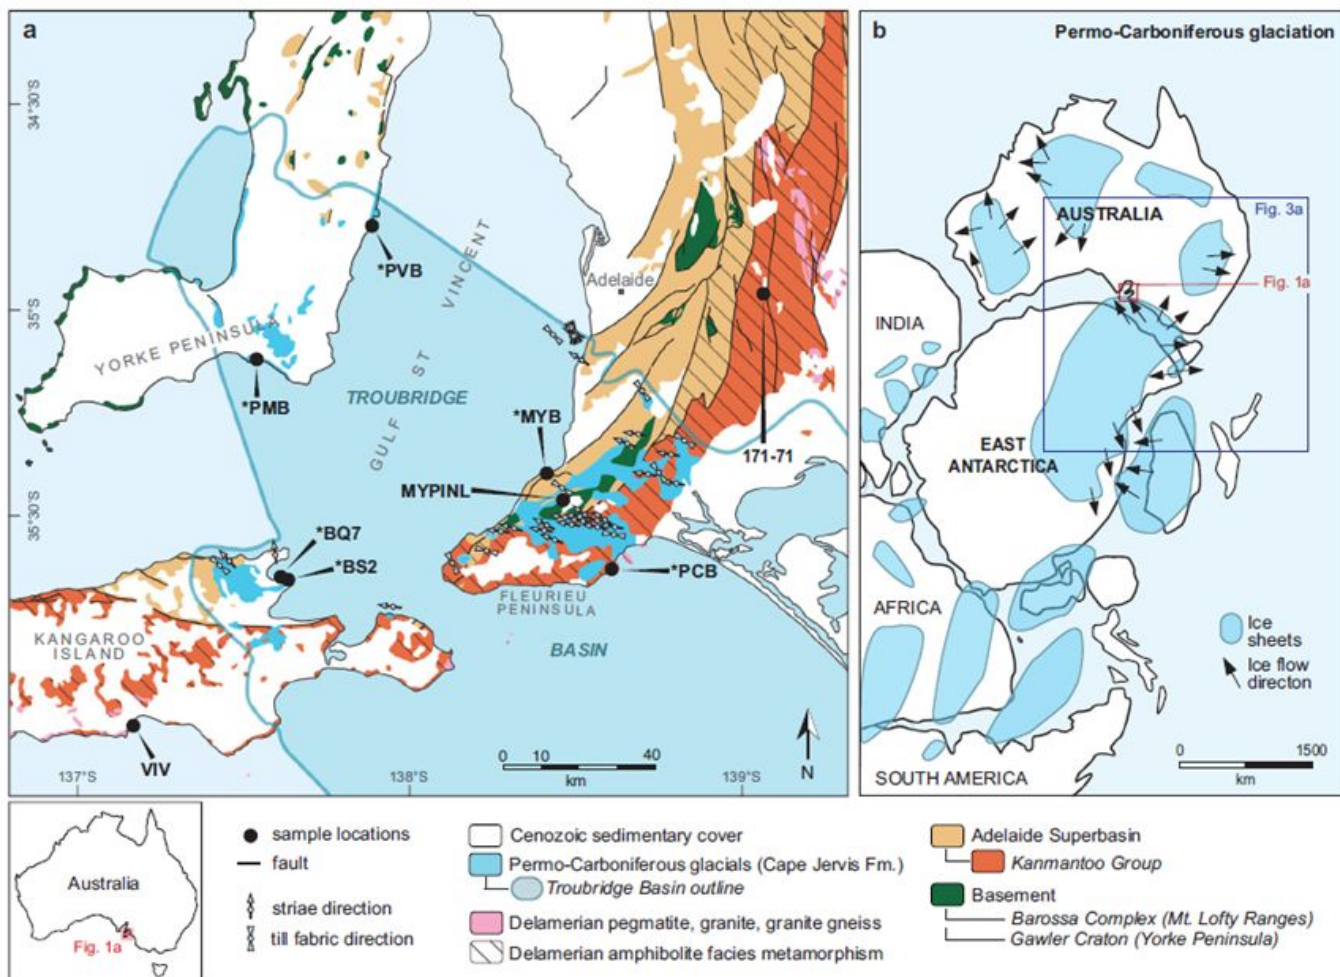 a
34°30'S
35°S
35°30'S
*PVB
VINCENT
ST
GULF
Adelaide
YORKE PENINSULA
*PMB
TROUBRIDGE
*MYB
171-71
MYPINL
*BQ7
*BS2
*PCB
FLEURIEU
PENINSULA
KANGAROO
ISLAND
BASIN
VIV
0 10 40
km
N
137°S
138°S
139°S
b
Permo-Carboniferous glaciation
Fig. 3a
AUSTRALIA
Fig. 1a
INDIA
EAST
ANTARCTICA
AFRICA
Ice
sheets
Ice flow
directon
0 1500
km
SOUTH AMERICA
Australia
Fig. 1a
sample locations
fault
striae direction
till fabric direction
Cenozoic sedimentary cover
Permo-Carboniferous glacials (Cape Jervis Fm.)
Troubridge Basin outline
Delamerian pegmatite, granite, granite gneiss
Delamerian amphibolite facies metamorphism
Adelaide Superbasin
Kanmantoo Group
Basement
Barossa Complex (Mt. Lofty Ranges)
Gawler Craton (Yorke Peninsula)